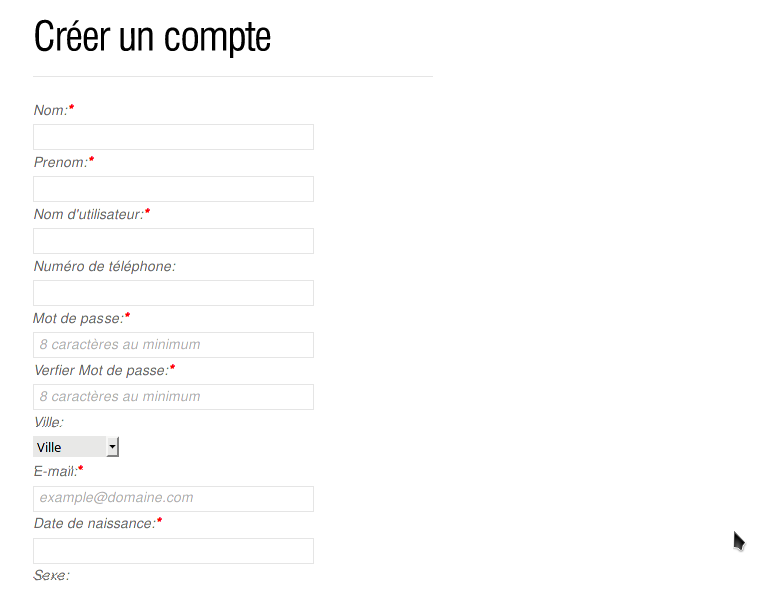 Créer un compte
Nom:*
Prenom:*
Nom d'utilisateur:*
Numéro de téléphone:
Mot de passe:*
8 caractères au minimum
Verfier Mot de passe:*
8 caractères au minimum
Ville:
Ville
E-mail:*
example@domaine.com
Date de naissance:*
Sexe: